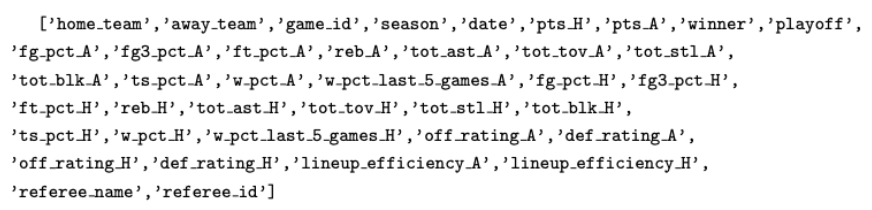 ['home_team','away_team','game_id','season','date','pts_H','pts_A','winner','playoff',
'fg_pct_A','fg3_pct_A','ft_pct_A','reb_A','tot_ast_A','tot_tov_A','tot_stl_A',
'tot_blk_A','ts_pct_A','w_pct_A','w_pct_last_5_games_A','fg_pct_H','fg3_pct_H',
'ft_pct_H','reb_H','tot_ast_H','tot_tov_H','tot_stl_H','tot_blk_H',
'ts_pct_H','w_pct_H','w_pct_last_5_games_H','off_rating_A','def_rating_A',
'off_rating_H','def_rating_H','lineup_efficiency_A','lineup_efficiency_H',
'referee_name','referee_id']